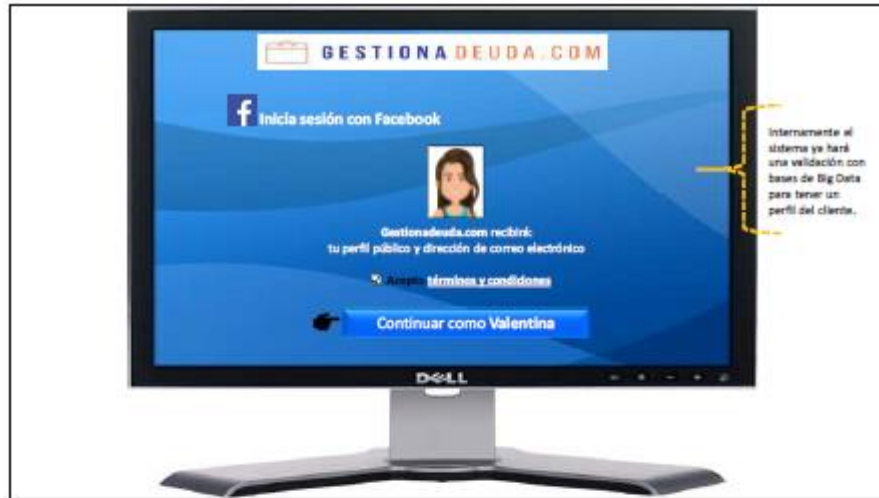 GESTIONADEUDA.COM
f Inicia sesión con Facebook
Gestionadeuda.com recibirá:
tu perfil público y dirección de correo electrónico
Acepto términos y condiciones
Continuar como Valentina
DELL
Internamente el
sistema ya hará
una validación con
bases de Big Data
para tener un
perfil del cliente.